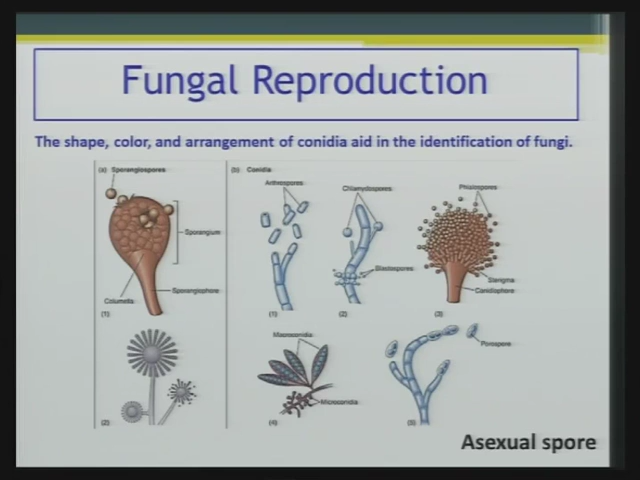 Fungal Reproduction
The shape, color, and arrangement of conidia aid in the identification of fungi.
(a) Sporangiospores
(b) Conidia
Arthrospores
Chlamydospores
Phialospores
Sporangium
Blastospores
Sterigma
Conidiophore
Columella
Sporangiophore
(1)
(1)
(2)
(3)
Macroconidia
Porospore
Microconidia
(2)
(4)
(5)
Asexual spore